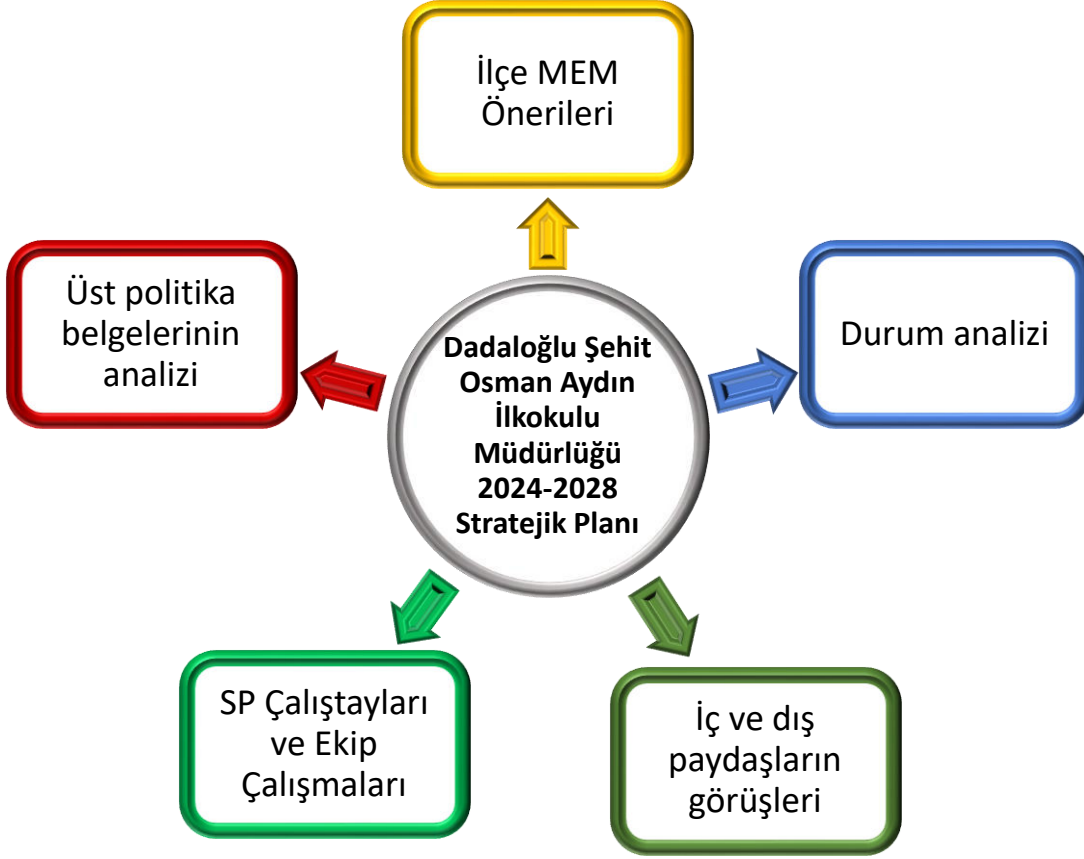 İlçe MEM
Önerileri
Üst politika
belgelerinin
analizi
Durum analizi
Dadaloğlu Şehit
Osman Aydın
İlkokulu
Müdürlüğü
2024-2028
Stratejik Planı
SP Çalıştayları
ve Ekip
Çalışmaları
İç ve dış
paydaşların
görüşleri